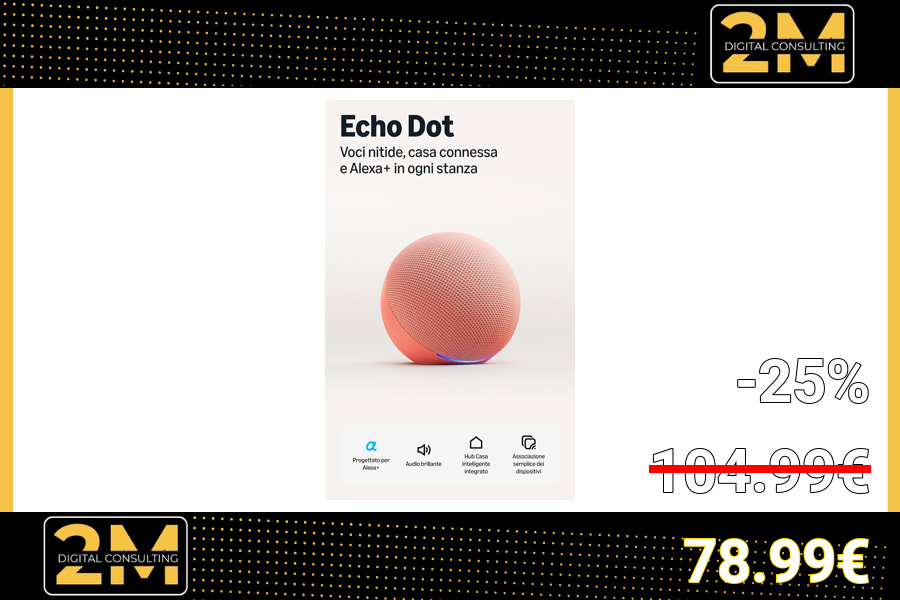 2M
DIGITAL CONSULTING
Echo Dot
Voci nitide, casa connessa
e Alexa+ in ogni stanza
-25%
104.99€
Progettato per
Alexa+
Audio brillante
Hub Casa
Intelligente
integrato
Associazione
semplice dei
dispositivi
2M
DIGITAL CONSULTING
78.99€